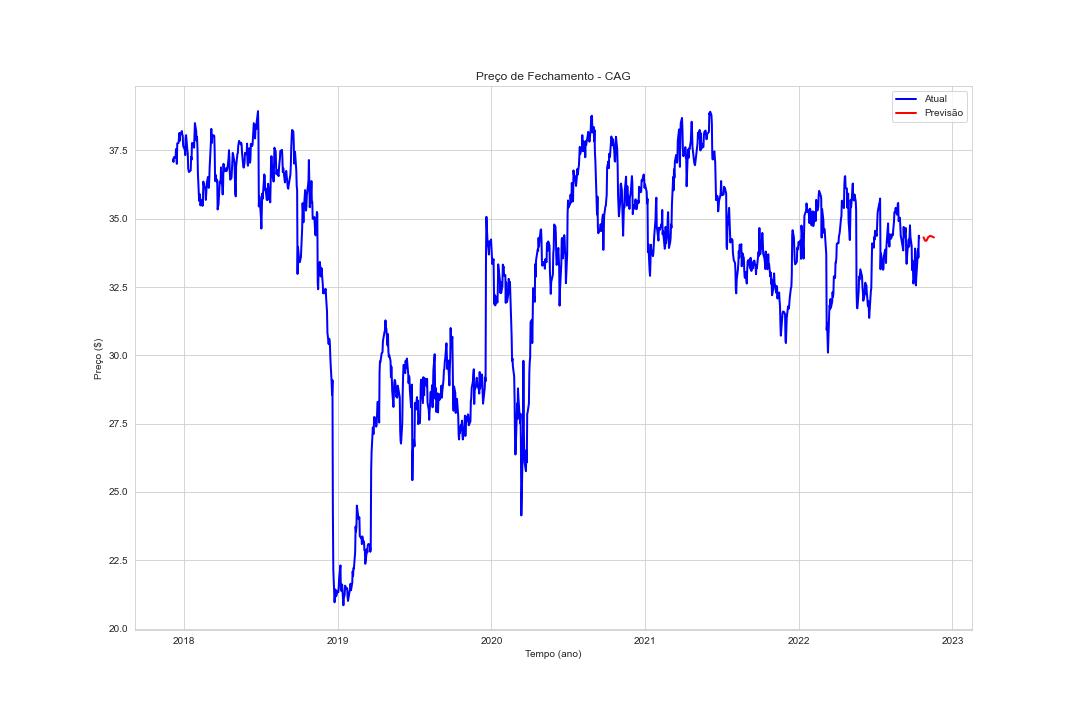 Preço de Fechamento - CAG
Atual
Previsão
Preço ($)
37.5
35.0
32.5
30.0
27.5
25.0
22.5
20.0
2018
2019
2020
2021
2022
2023
Tempo (ano)